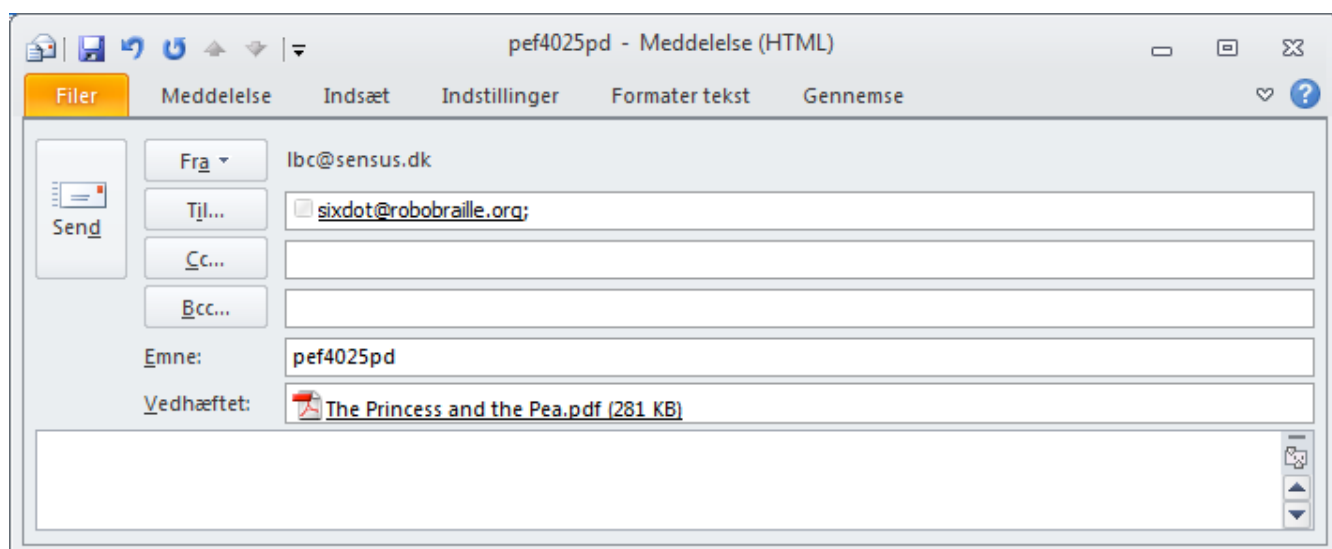 pef4025pd - Meddelelse (HTML)
Filer Meddelelse Indsæt Indstillinger Formater tekst Gennemse
Fra lbc@sensus.dk
Send
Til... sixdot@robobraille.org;
Cc...
Bcc...
Emne: pef4025pd
Vedhæftet: The Princess and the Pea.pdf (281 KB)